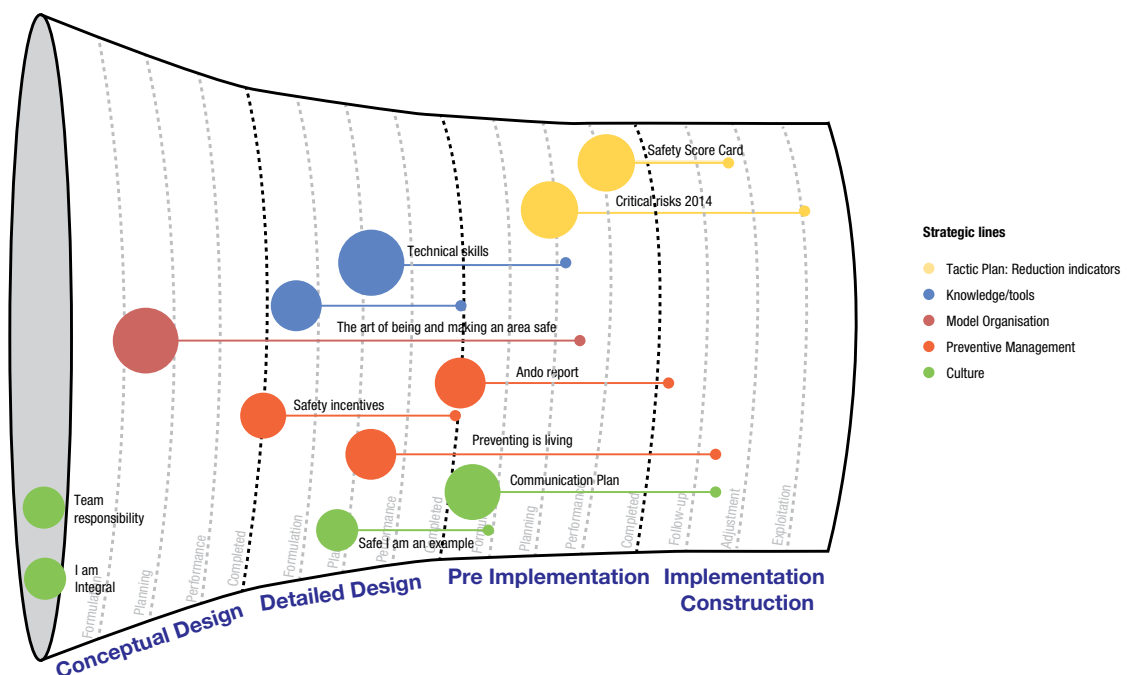 Safety Score Card
Critical risks 2014
Technical skills
The art of being and making an area safe
Ando report
Safety incentives
Preventing is living
Communication Plan
Team
responsibility
Safe I am an example
I am
Integral
Formulation
Planning
Performance
Completed
Formulation
Performance
Completed
Planning
Performance
Completed
Follow-up
Adjustment
Exploitation
Conceptual Design
Detailed Design
Pre Implementation
Implementation
Construction
Strategic lines
Tactic Plan: Reduction indicators
Knowledge/tools
Model Organisation
Preventive Management
Culture